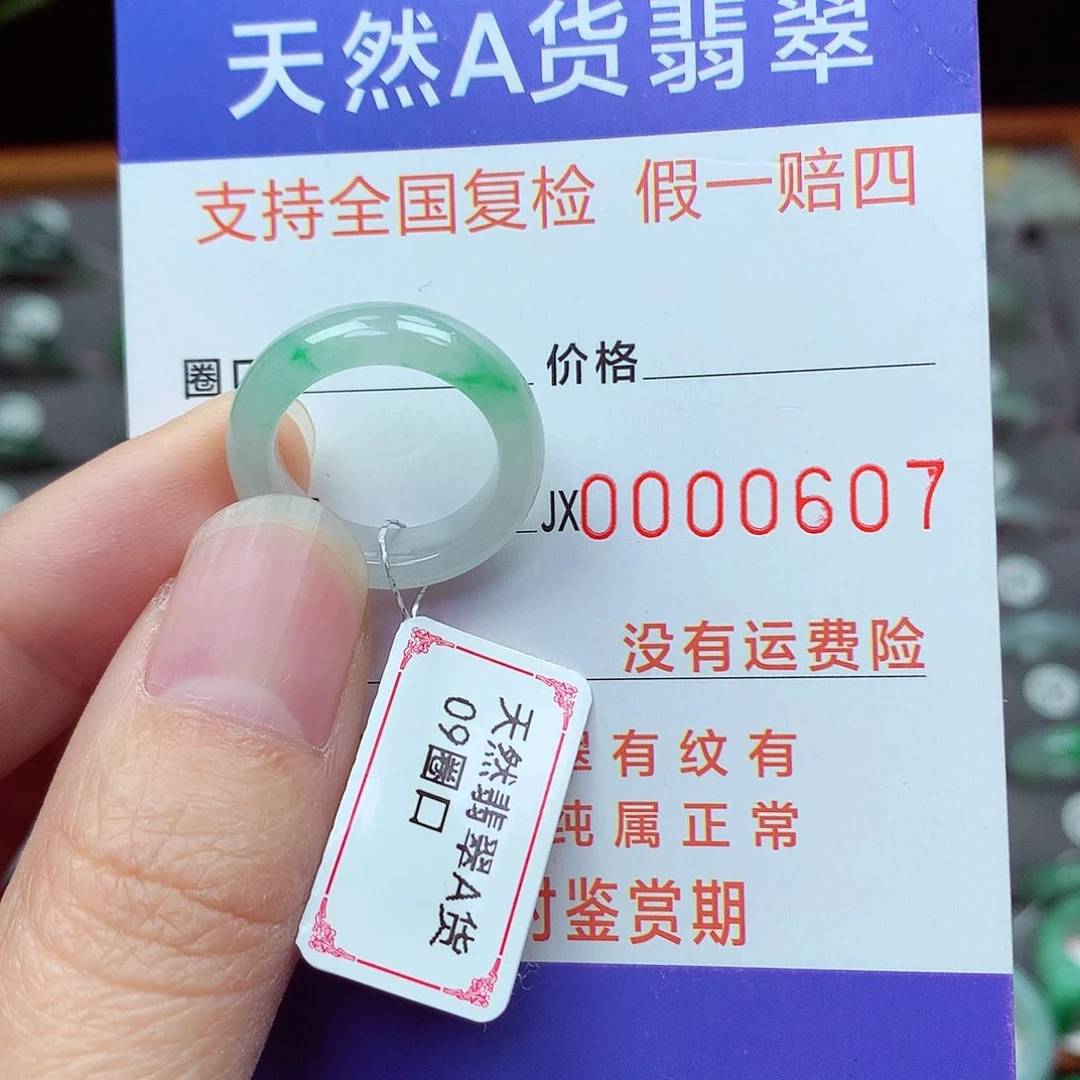 天然A货翡翠
支持全国复检 假一赔四
圈口 价格
JX0000607
没有运费险
有纹有
纯属正常
时鉴赏期
天然翡翠A货
09圈口